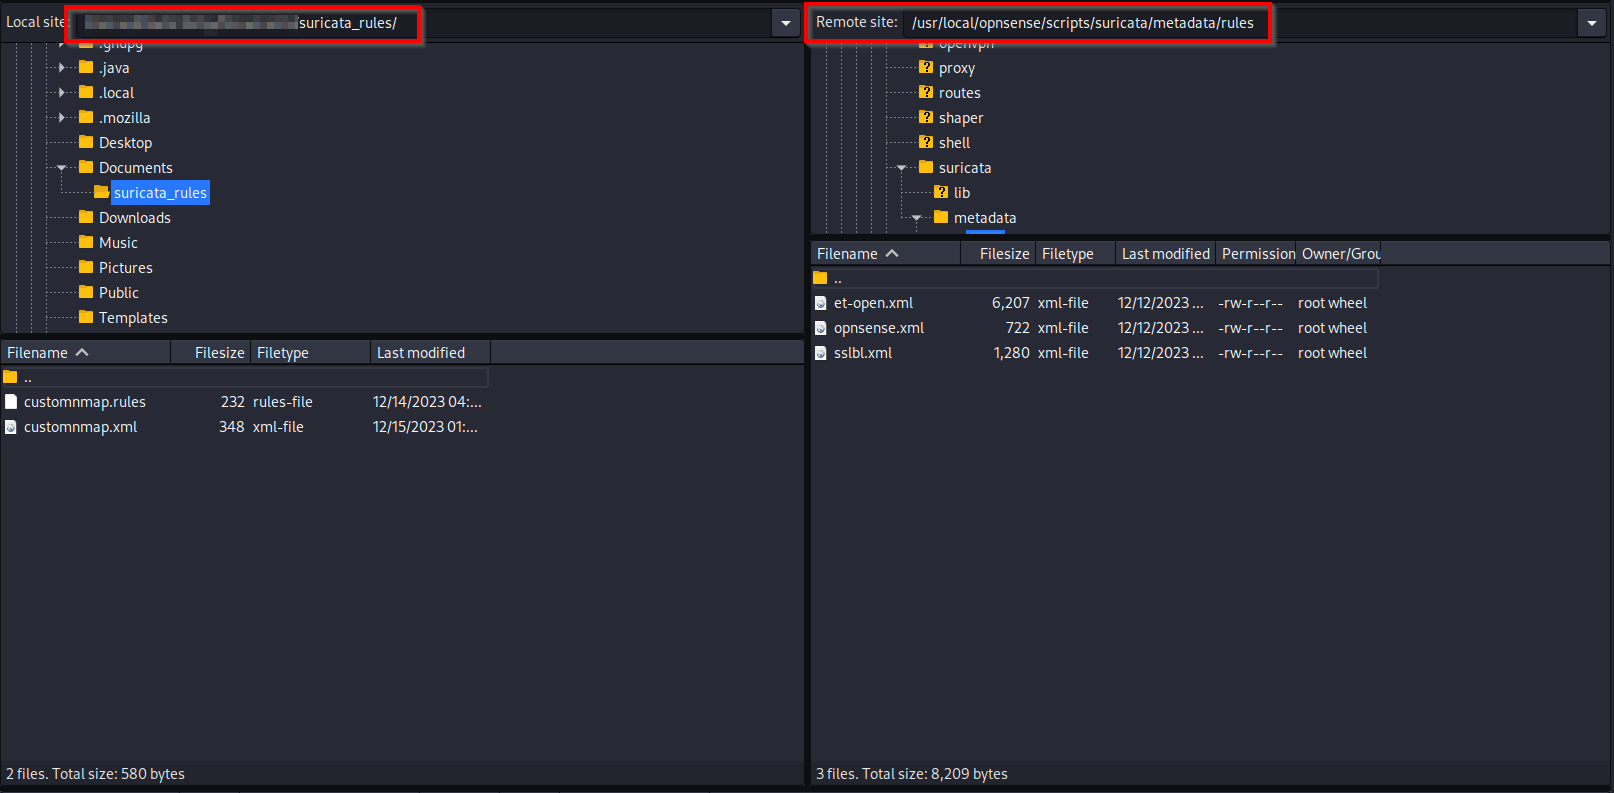 Local site: /suricata_rules/
.gnupg
.java
.local
.mozilla
Desktop
Documents
suricata_rules
Downloads
Music
Pictures
Public
Templates
Filename Filesize Filetype Last modified
..
customnmap.rules 232 rules-file 12/14/2023 04:...
customnmap.xml 348 xml-file 12/15/2023 01:...
2 files. Total size: 580 bytes
Remote site: /usr/local/opnsense/scripts/suricata/metadata/rules
openvpn
? proxy
? routes
? shaper
? shell
suricata
? lib
metadata
Filename Filesize Filetype Last modified Permission Owner/Grou
..
et-open.xml 6,207 xml-file 12/12/2023 ... -rw-r--r-- root wheel
opnsense.xml 722 xml-file 12/12/2023 ... -rw-r--r-- root wheel
sslbl.xml 1,280 xml-file 12/12/2023 ... -rw-r--r-- root wheel
3 files. Total size: 8,209 bytes